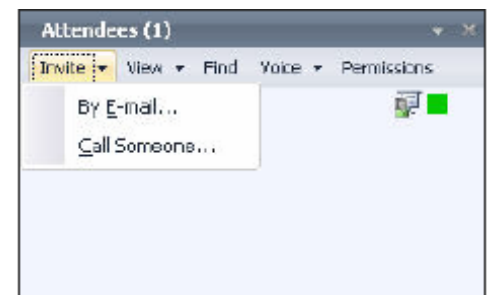 Attendees (1)
Invite View Find Voice Permissions
By E-mail...
Call Someone...